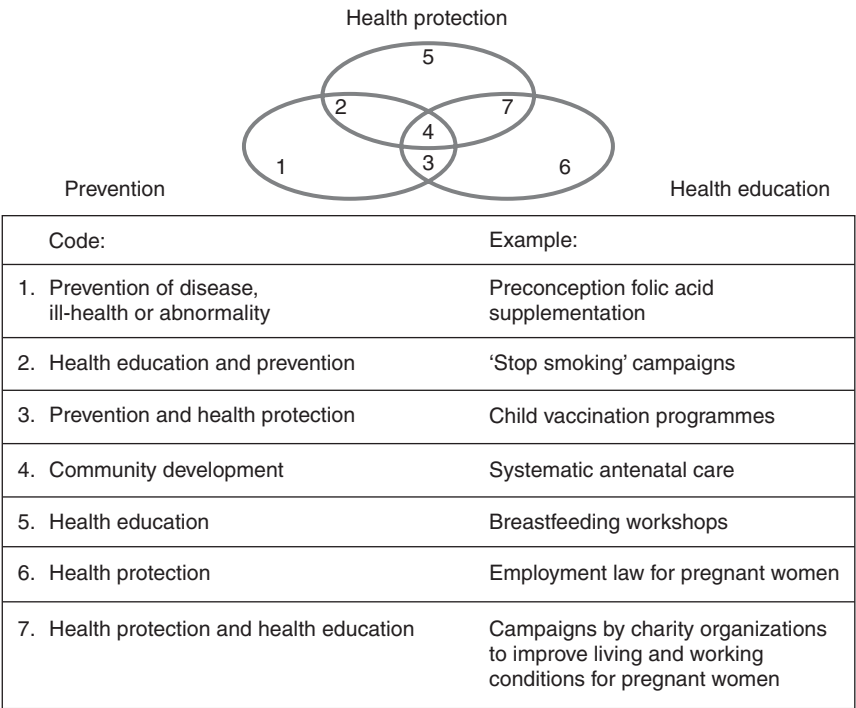 Health protection
5
2
7
4
1
3
6
Prevention
Health education
Code:
Example:
1. Prevention of disease,
ill-health or abnormality
Preconception folic acid
supplementation
2. Health education and prevention
‘Stop smoking’ campaigns
3. Prevention and health protection
Child vaccination programmes
4. Community development
Systematic antenatal care
5. Health education
Breastfeeding workshops
6. Health protection
Employment law for pregnant women
7. Health protection and health education
Campaigns by charity organizations
to improve living and working
conditions for pregnant women